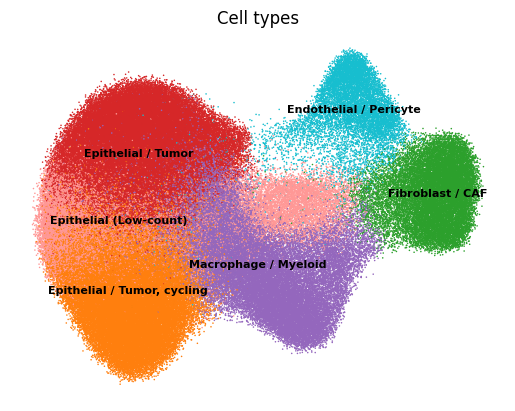 Cell types
Endothelial / Pericyte
Epithelial / Tumor
Fibroblast / CAF
Epithelial (Low-count)
Macrophage / Myeloid
Epithelial / Tumor, cycling